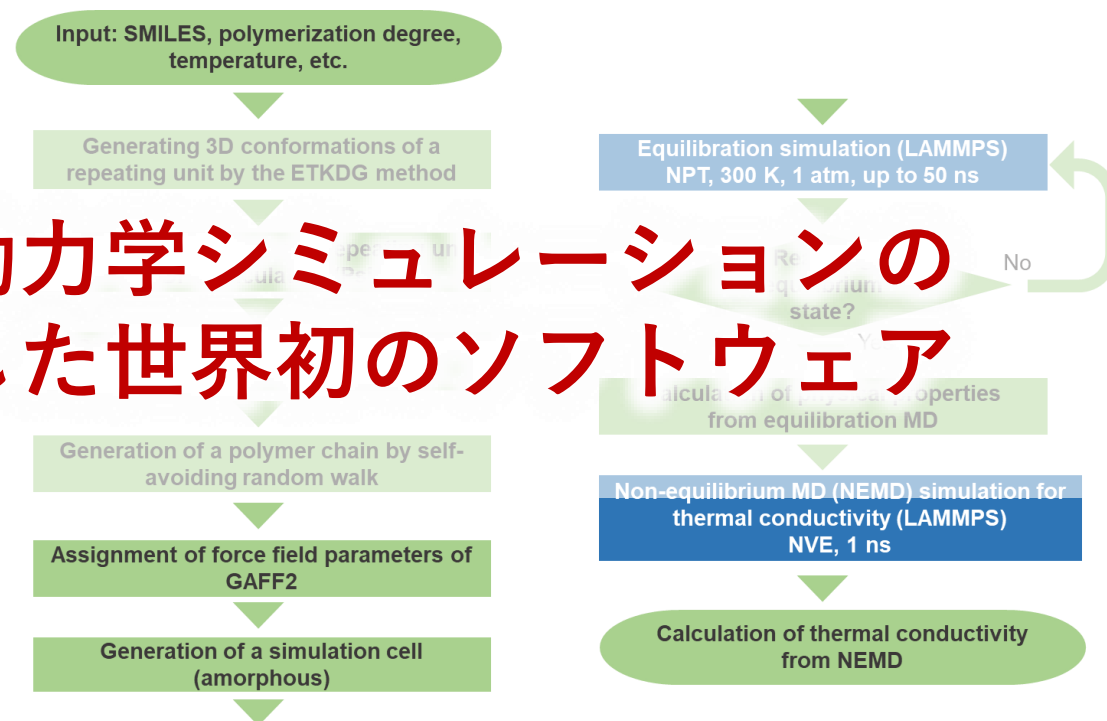 Input: SMILES, polymerization degree,
temperature, etc.
Generating 3D conformations of a
repeating unit by the ETKDG method
力学シミュレーションの
た世界初のソフトウェア
Generation of a polymer chain by self-
avoiding random walk
Assignment of force field parameters of
GAFF2
Generation of a simulation cell
(amorphous)
Equilibration simulation (LAMMPS)
NPT, 300 K, 1 atm, up to 50 ns
No
state?
of physical properties
from equilibration MD
Non-equilibrium MD (NEMD) simulation for
thermal conductivity (LAMMPS)
NVE, 1 ns
Calculation of thermal conductivity
from NEMD